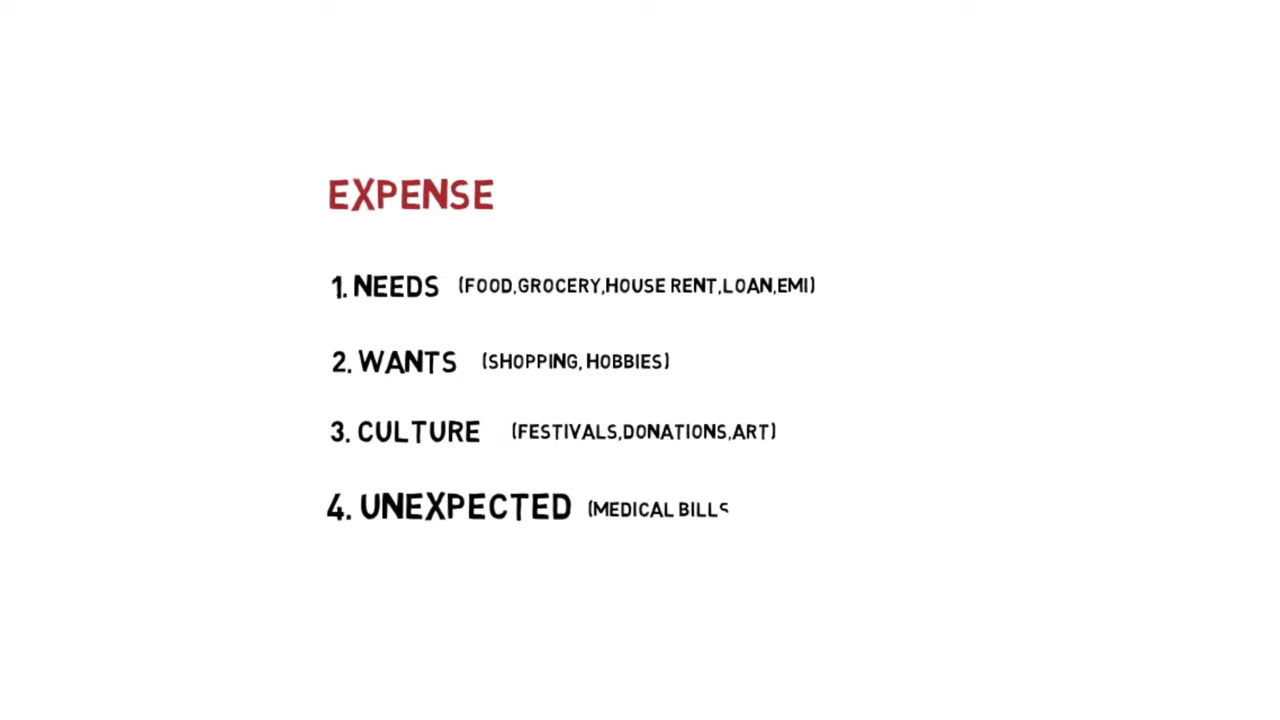 EXPENSE
1. NEEDS (FOOD,GROCERY,HOUSE RENT,LOAN,EMI)
2. WANTS (SHOPPING, HOBBIES)
3. CULTURE (FESTIVALS,DONATIONS,ART)
4. UNEXPECTED (MEDICAL BILLS